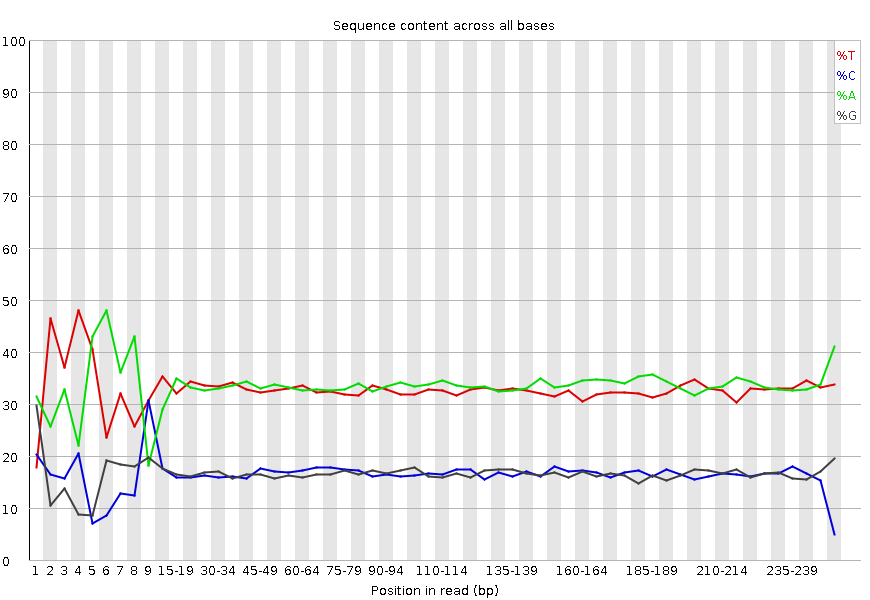 Sequence content across all bases
100
90
80
70
60
50
40
30
20
10
0
%T
%C
%A
%G
1 2 3 4 5 6 7 8 9 15-19 30-34 45-49 60-64 75-79 90-94 110-114 135-139 160-164 185-189 210-214 235-239
Position in read (bp)